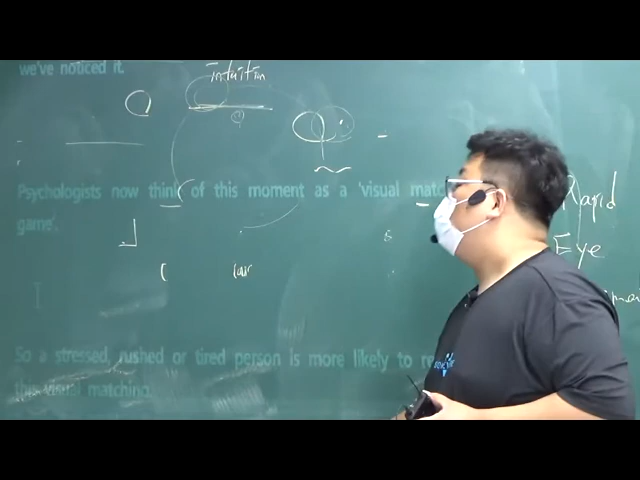 we've noticed it.
intuition
Psychologists now think of this moment as a 'visual matc
game'.
Rapid
Eye
So a stressed, rushed or tired person is more likely to re
this visual matching.